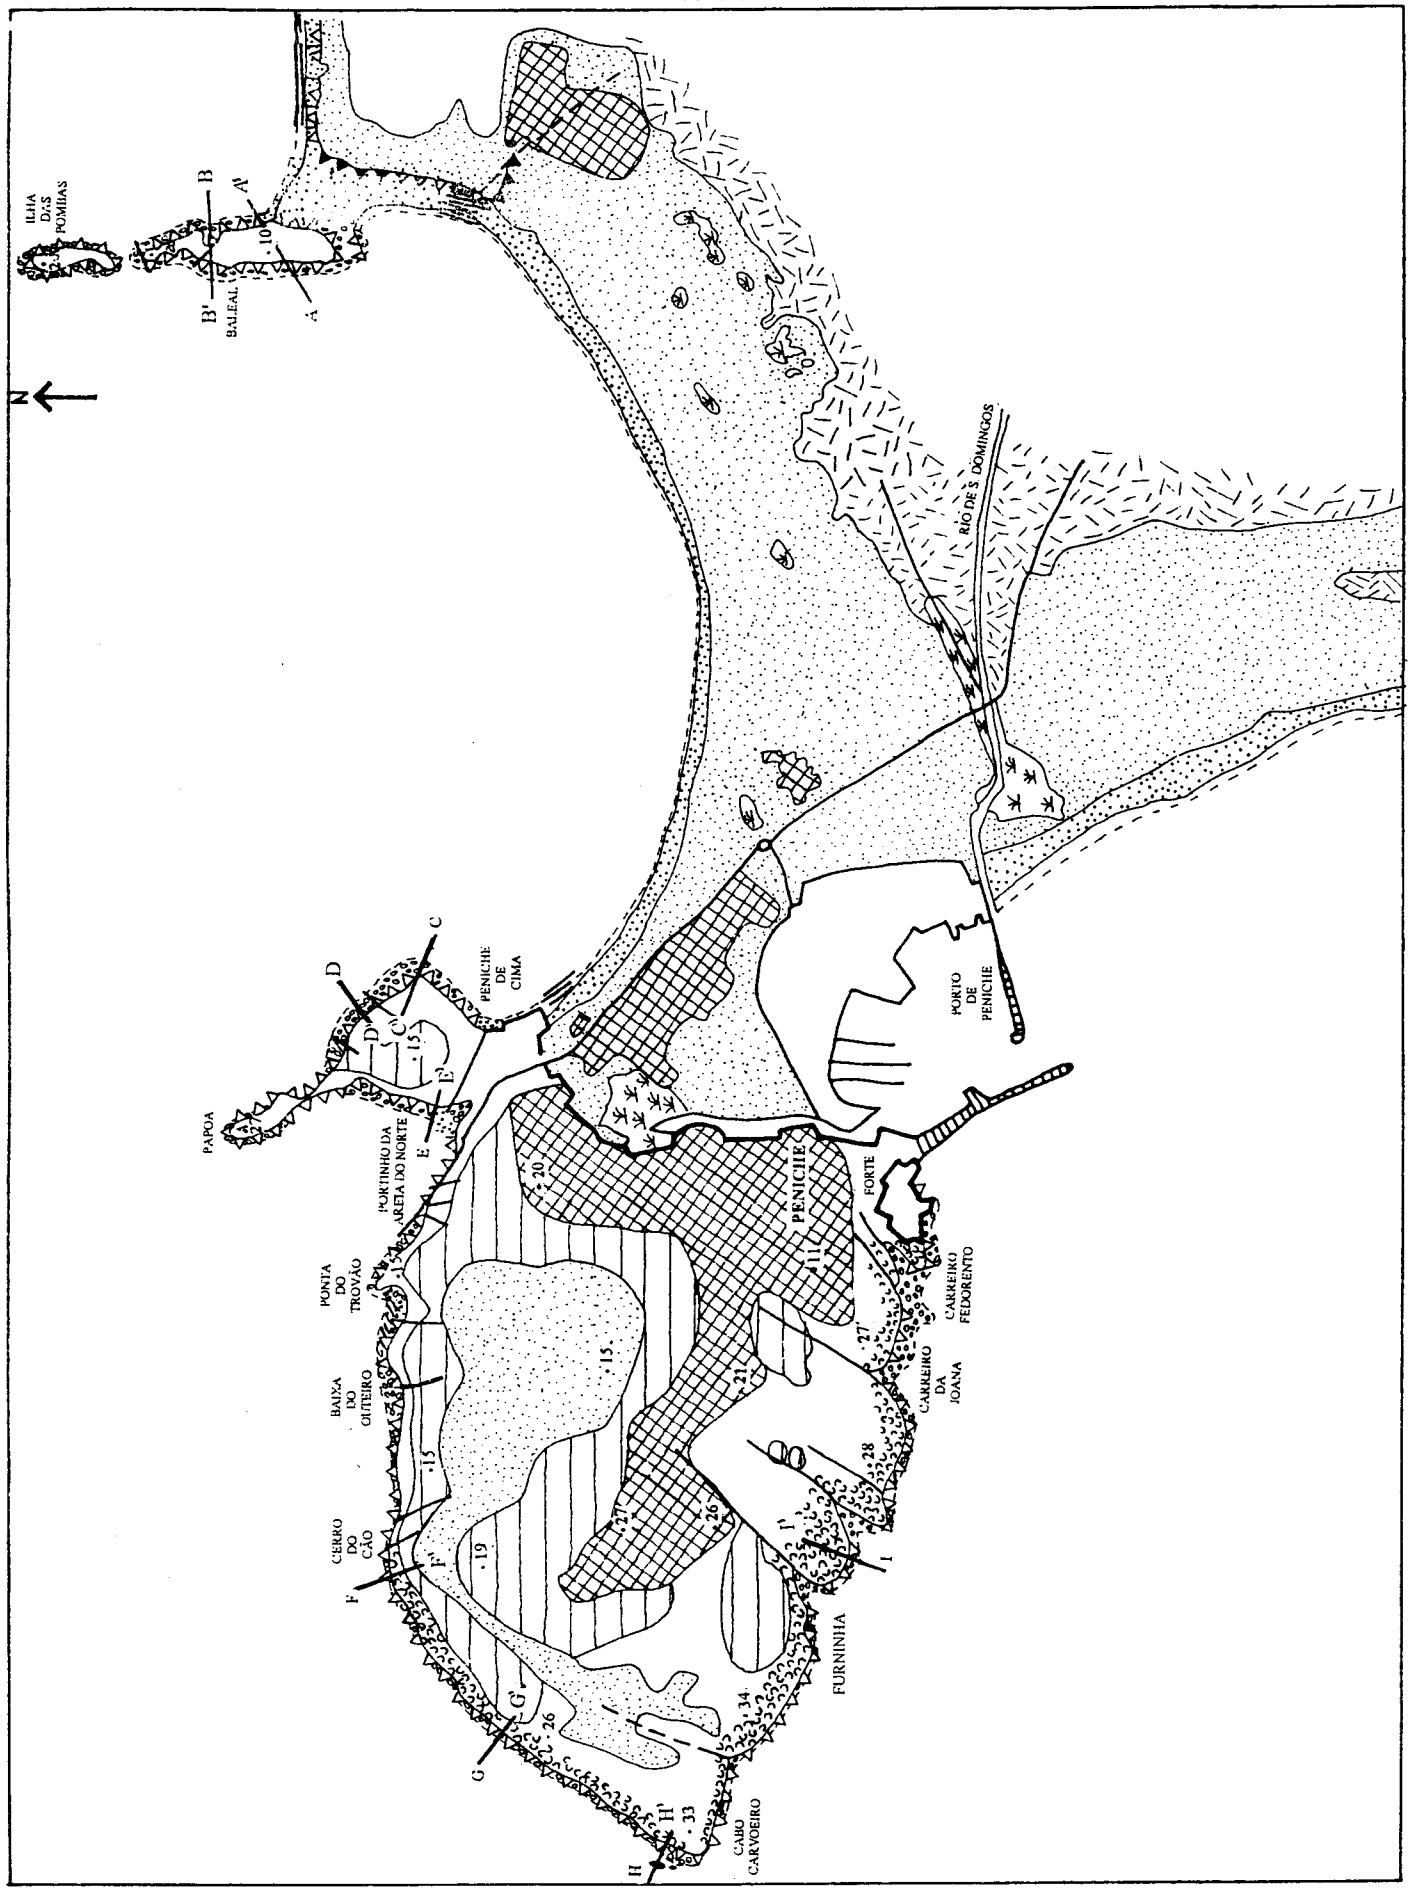 N
ILHA
DAS
POMBAS
B
A'
10
B'
BALEAL
A
RIO DE S. DOMINGOS
D
C
D'
C'
.15
E'
E
PAPOA
27
PENICHE
DE
CIMA
PORTINHO DA
AREIA DO NORTE
PORTO
DE
PENICHE
PENICHE
FORTE
.20
.11
PONTA
DO
TROVÃO
BAIXA
DO
OUTEIRO
.15
15.
CERRO
DO
CÃO
F
F'
.19
27
.21
.26
27
.28
CARREIRO
FEDORENTO
CARREIRO
DA
JOANA
I'
I
FURNINHA
G
G'
.26
.34
H
H'
.33
CABO
CARVOEIRO